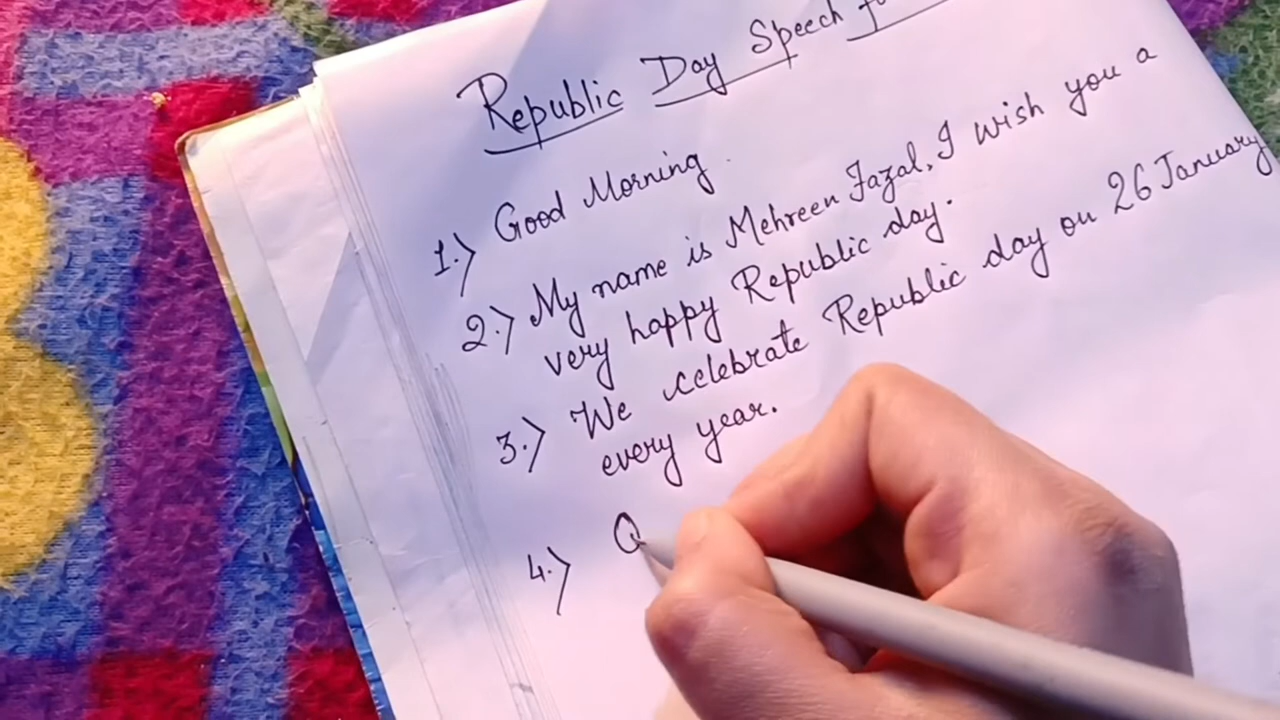 Republic Day Speech
1.) Good Morning
2.) My name is Mehreen Fazal, I wish you a
very happy Republic day.
3.) We celebrate Republic day on 26 January
every year.
4.)